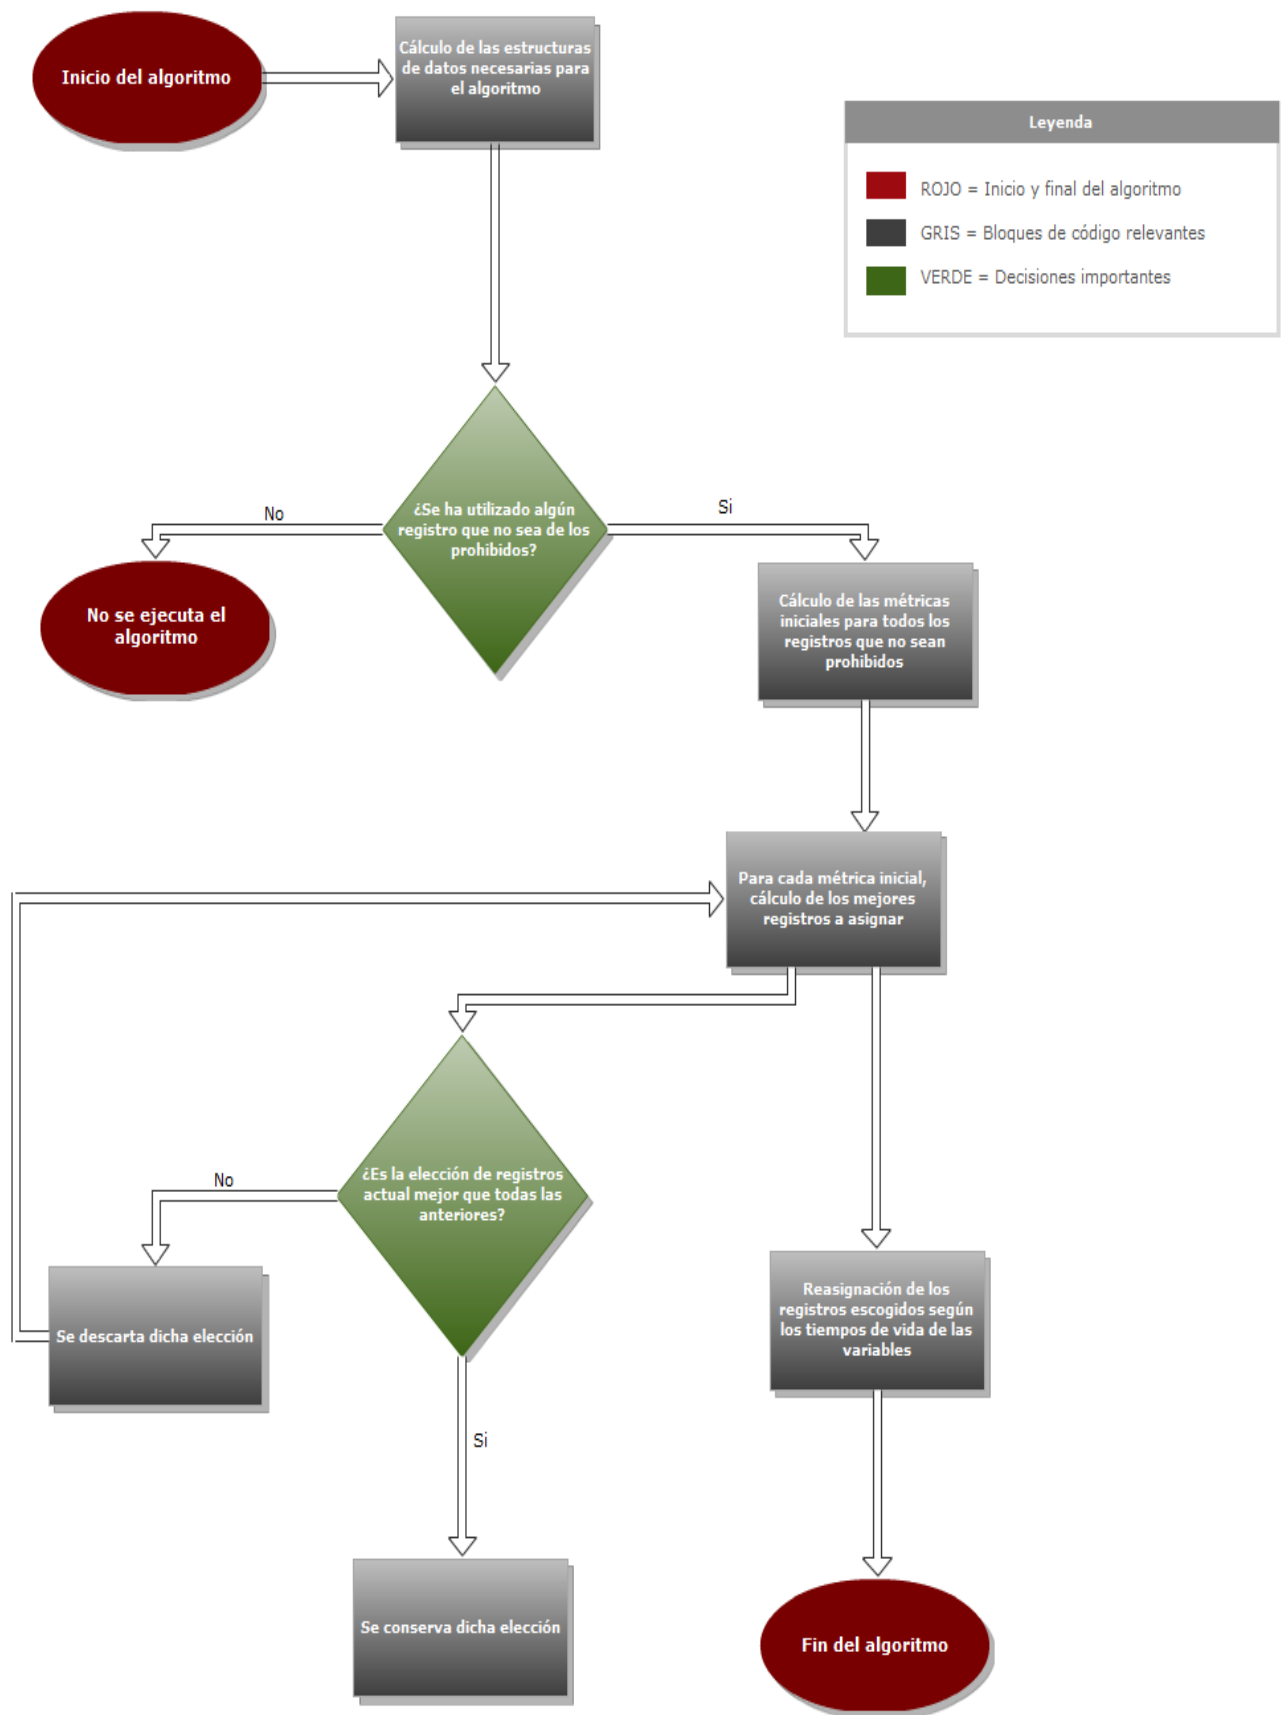 Inicio del algoritmo
Cálculo de las estructuras
de datos necesarias para
el algoritmo
Leyenda
ROJO = Inicio y final del algoritmo
GRIS = Bloques de código relevantes
VERDE = Decisiones importantes
¿Se ha utilizado algún
registro que no sea de los
prohibidos?
No
Si
No se ejecuta el
algoritmo
Cálculo de las métricas
iniciales para todos los
registros que no sean
prohibidos
Para cada métrica inicial,
cálculo de los mejores
registros a asignar
¿Es la elección de registros
actual mejor que todas las
anteriores?
No
Se descarta dicha elección
Reasignación de los
registros escogidos según
los tiempos de vida de las
variables
Si
Se conserva dicha elección
Fin del algoritmo